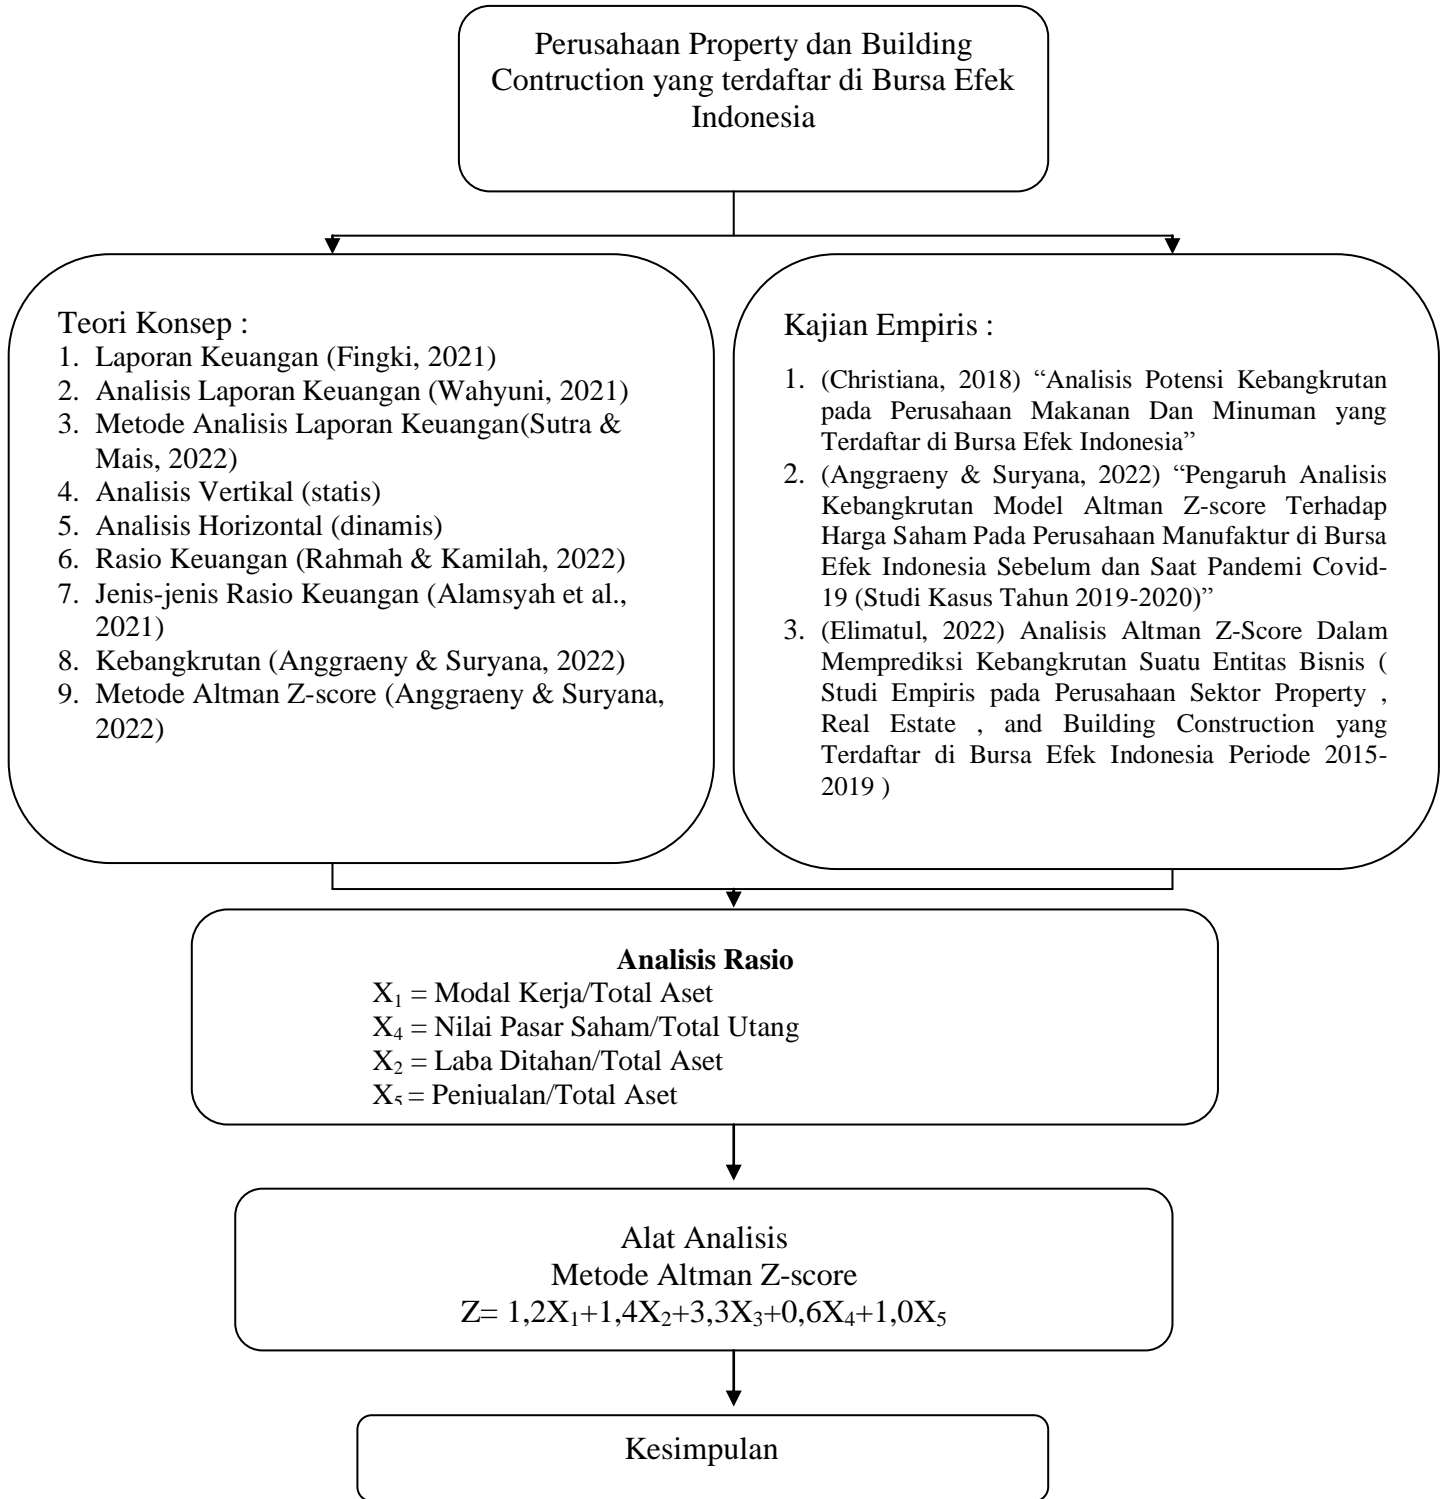 Perusahaan Property dan Building
Contruction yang terdaftar di Bursa Efek
Indonesia
Teori Konsep :
1. Laporan Keuangan (Fingki, 2021)
2. Analisis Laporan Keuangan (Wahyuni, 2021)
3. Metode Analisis Laporan Keuangan(Sutra &
Mais, 2022)
4. Analisis Vertikal (statis)
5. Analisis Horizontal (dinamis)
6. Rasio Keuangan (Rahmah & Kamilah, 2022)
7. Jenis-jenis Rasio Keuangan (Alamsyah et al.,
2021)
8. Kebangkrutan (Anggraeny & Suryana, 2022)
9. Metode Altman Z-score (Anggraeny & Suryana,
2022)
Kajian Empiris :
1. (Christiana, 2018) “Analisis Potensi Kebangkrutan
pada Perusahaan Makanan Dan Minuman yang
Terdaftar di Bursa Efek Indonesia”
2. (Anggraeny & Suryana, 2022) “Pengaruh Analisis
Kebangkrutan Model Altman Z-score Terhadap
Harga Saham Pada Perusahaan Manufaktur di Bursa
Efek Indonesia Sebelum dan Saat Pandemi Covid-
19 (Studi Kasus Tahun 2019-2020)”
3. (Elimatul, 2022) Analisis Altman Z-Score Dalam
Memprediksi Kebangkrutan Suatu Entitas Bisnis (
Studi Empiris pada Perusahaan Sektor Property ,
Real Estate , and Building Construction yang
Terdaftar di Bursa Efek Indonesia Periode 2015-
2019 )
Analisis Rasio
X₁ = Modal Kerja/Total Aset
X₄ = Nilai Pasar Saham/Total Utang
X₂ = Laba Ditahan/Total Aset
X₅ = Penjualan/Total Aset
Alat Analisis
Metode Altman Z-score
Z= 1,2X₁+1,4X₂+3,3X₃+0,6X₄+1,0X₅
Kesimpulan